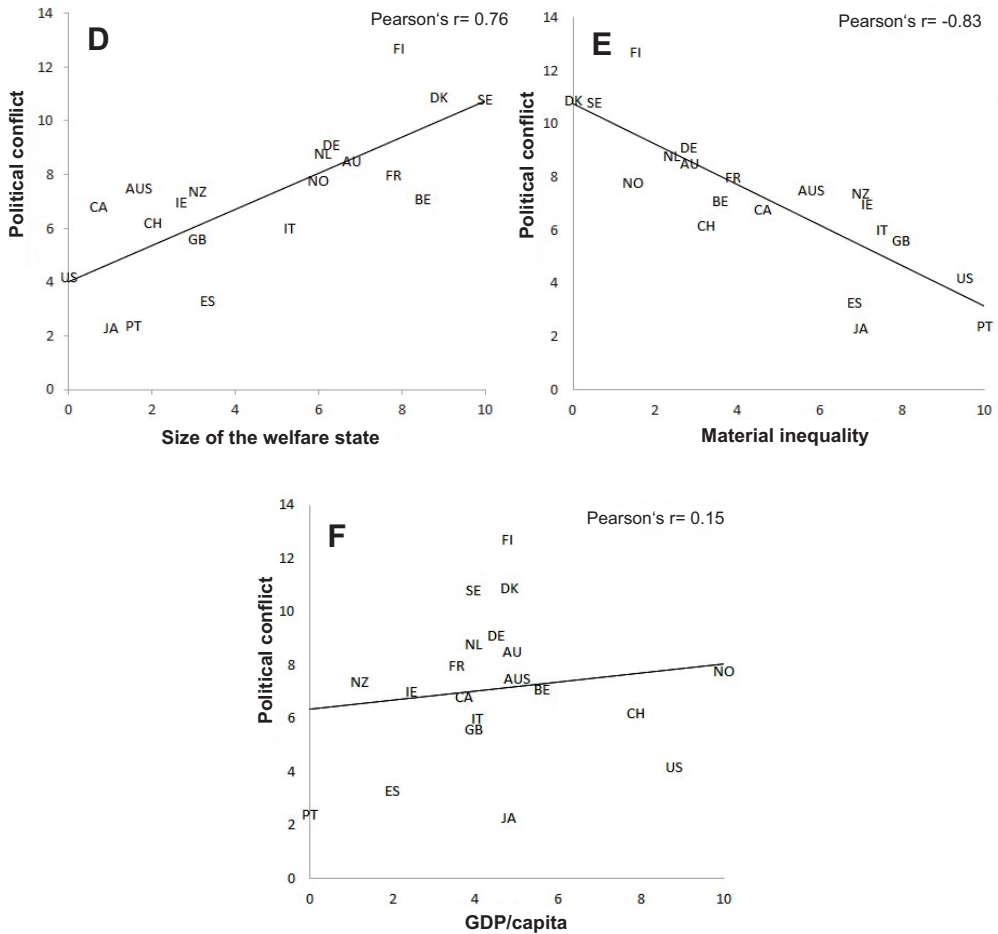 D
Pearson‘s r= 0.76
Political conflict
14
12
10
8
6
4
2
0
FI
DK
SE
DE
NL
AU
NO
FR
BE
AUS
NZ
CA
IE
CH
GB
IT
US
ES
JA
PT
0 2 4 6 8 10
Size of the welfare state
E
Pearson‘s r= -0.83
Political conflict
14
12
10
8
6
4
2
0
FI
DK
SE
DE
NL
AU
NO
FR
BE
AUS
NZ
CA
IE
CH
IT
GB
US
ES
JA
PT
0 2 4 6 8 10
Material inequality
F
Pearson‘s r= 0.15
Political conflict
14
12
10
8
6
4
2
0
FI
SE
DK
DE
NL
AU
FR
NO
AUS
NZ
IE
BE
CA
CH
IT
GB
US
ES
PT
JA
0 2 4 6 8 10
GDP/capita